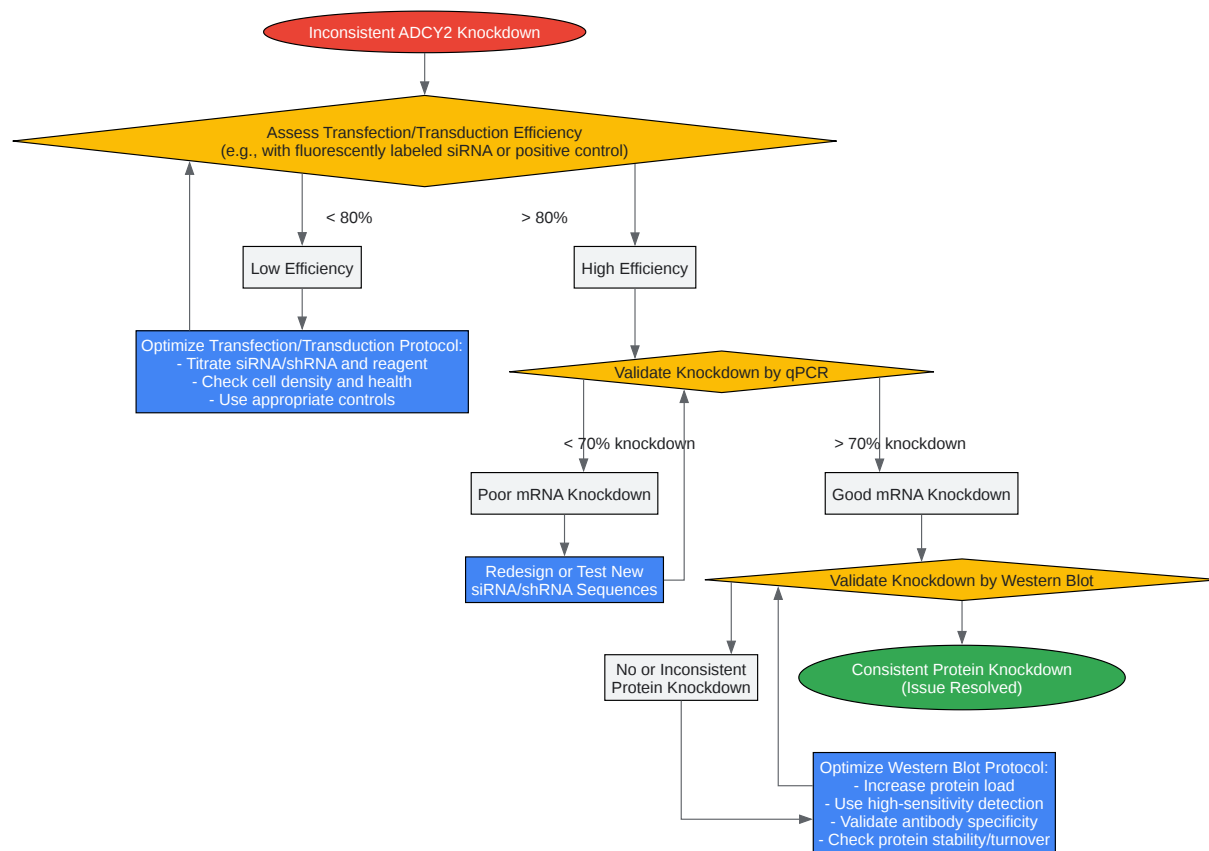 Inconsistent ADCY2 Knockdown
Assess Transfection/Transduction Efficiency
(e.g., with fluorescently labeled siRNA or positive control)
< 80%
> 80%
Low Efficiency
High Efficiency
Optimize Transfection/Transduction Protocol:
- Titrate siRNA/shRNA and reagent
- Check cell density and health
- Use appropriate controls
Validate Knockdown by qPCR
< 70% knockdown
> 70% knockdown
Poor mRNA Knockdown
Good mRNA Knockdown
Redesign or Test New
siRNA/shRNA Sequences
Validate Knockdown by Western Blot
No or Inconsistent
Protein Knockdown
Consistent Protein Knockdown
(Issue Resolved)
Optimize Western Blot Protocol:
- Increase protein load
- Use high-sensitivity detection
- Validate antibody specificity
- Check protein stability/turnover